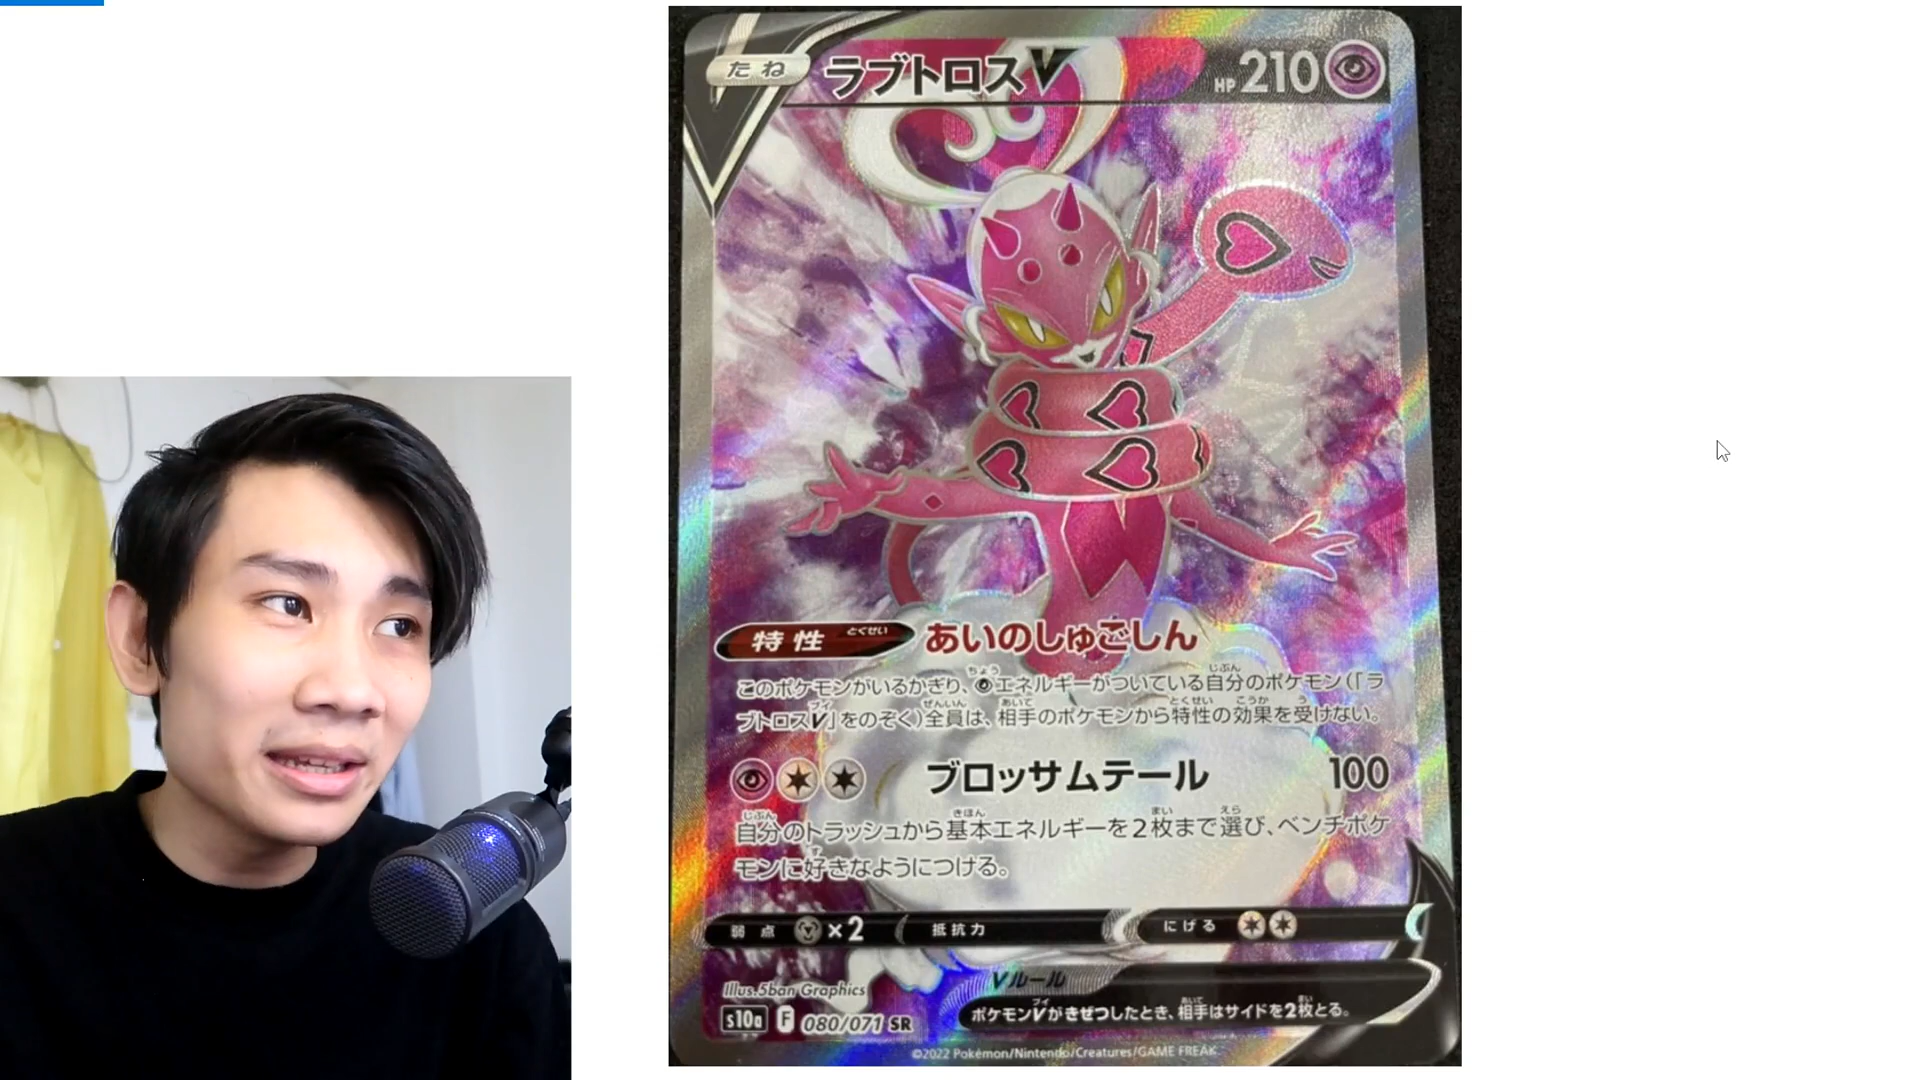 たね
ラブトロスV
HP210
特性 とくせい
あいのしゅごしん
このポケモンがいるかぎり、超エネルギーがついている自分のポケモン(「ラ
ブトロスV」をのぞく)全員は、相手のポケモンから特性の効果を受けない。
ブロッサムテール 100
自分のトラッシュから基本エネルギーを2枚まで選び、ベンチポケ
モンに好きなようにつける。
弱点 ×2 抵抗力 にげる
Illus.5ban Graphics
Vルール
s10a F 080/071 SR
ポケモンVがきぜつしたとき、相手はサイドを2枚とる。
©2022 Pokémon/Nintendo/Creatures/GAME FREAK